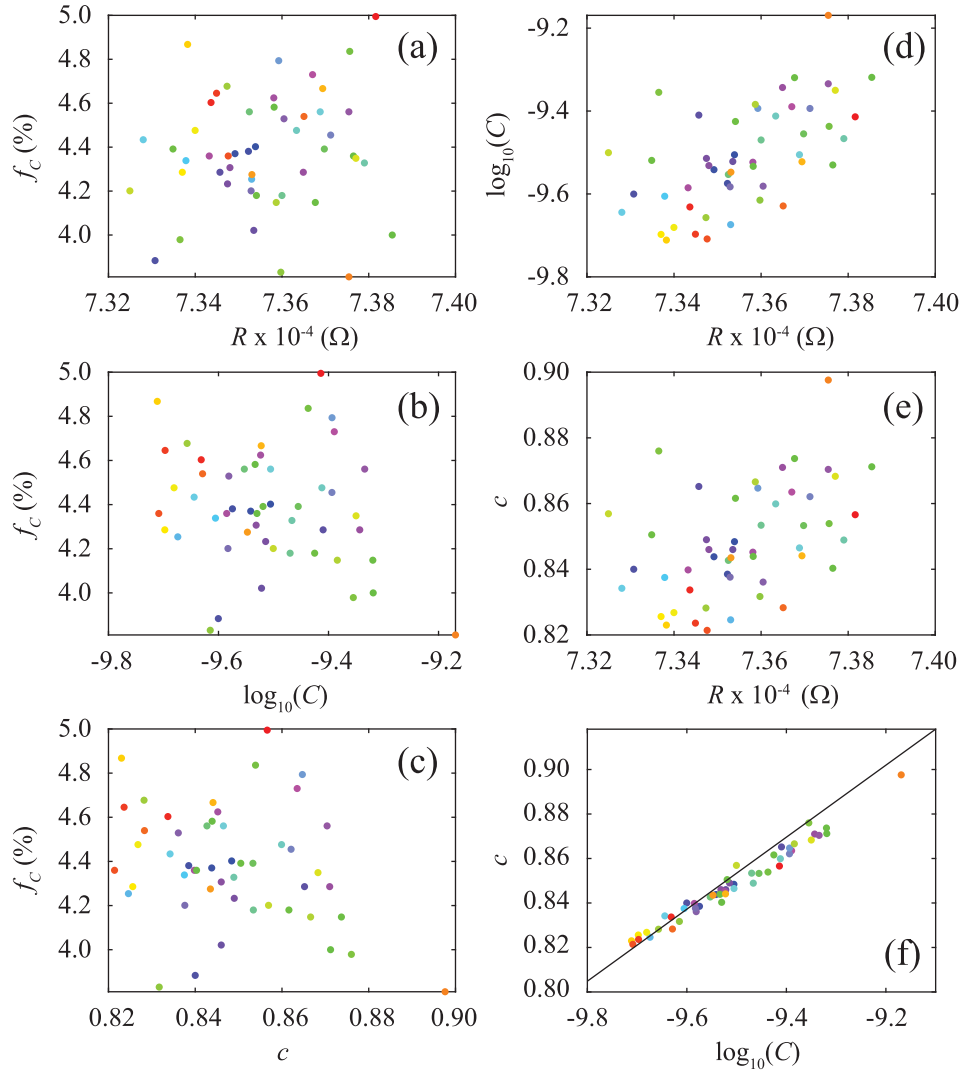 5.0
4.8
4.6
4.4
4.2
4.0
f_C (%)
(a)
7.32 7.34 7.36 7.38 7.40
R x 10⁻⁴ (Ω)
-9.2
-9.4
-9.6
-9.8
log₁₀(C)
(d)
7.32 7.34 7.36 7.38 7.40
R x 10⁻⁴ (Ω)
5.0
4.8
4.6
4.4
4.2
4.0
f_C (%)
(b)
-9.8 -9.6 -9.4 -9.2
log₁₀(C)
0.90
0.88
0.86
0.84
0.82
c
(e)
7.32 7.34 7.36 7.38 7.40
R x 10⁻⁴ (Ω)
5.0
4.8
4.6
4.4
4.2
4.0
f_C (%)
(c)
0.82 0.84 0.86 0.88 0.90
c
0.90
0.88
0.86
0.84
0.82
0.80
c
(f)
-9.8 -9.6 -9.4 -9.2
log₁₀(C)